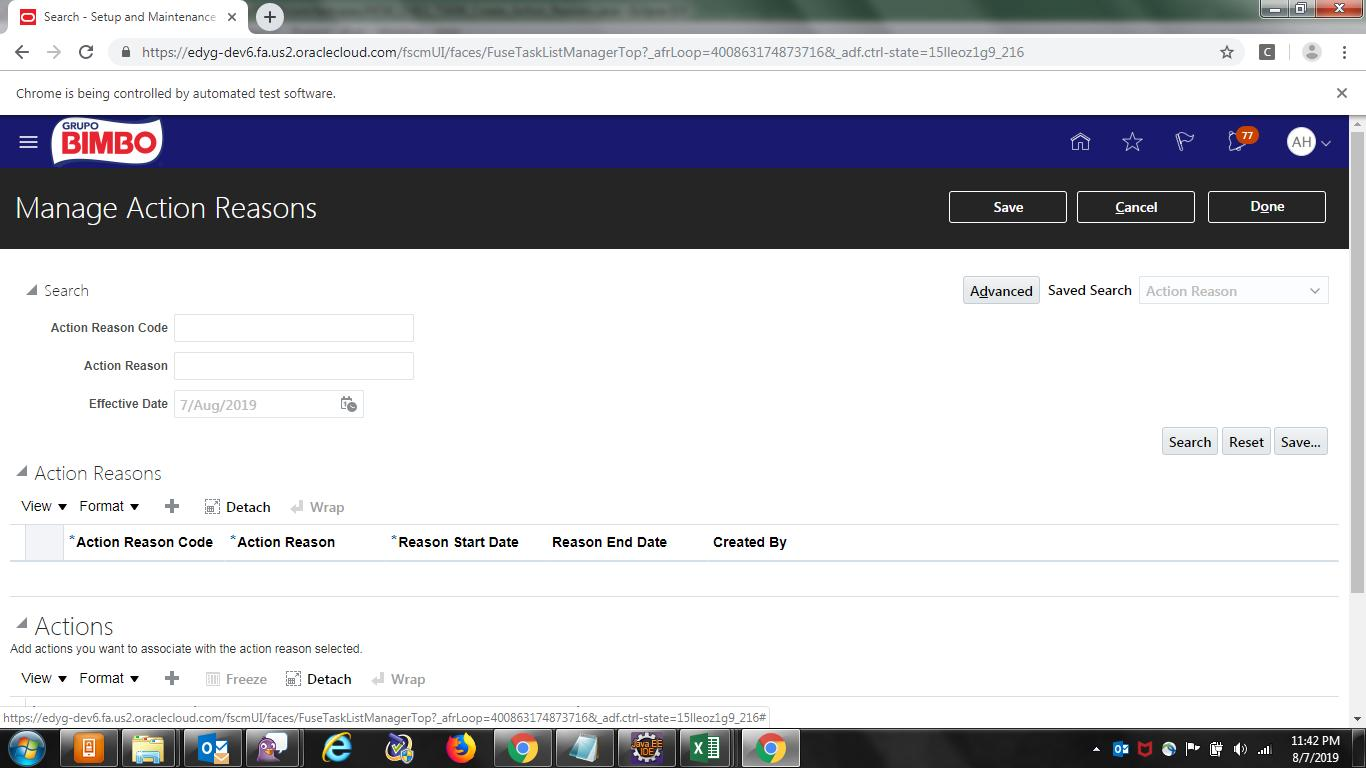 Search - Setup and Maintenance
https://edyg-dev6.fa.us2.oraclecloud.com/fscmUI/faces/FuseTaskListManagerTop?_afrLoop=400863174873716&_adf.ctrl-state=15lleoz1g9_216
C
Chrome is being controlled by automated test software.
GRUPO
BIMBO
77
AH
Manage Action Reasons
Save
Cancel
Done
Search
Advanced
Saved Search
Action Reason
Action Reason Code
Action Reason
Effective Date
7/Aug/2019
Search
Reset
Save...
Action Reasons
View
Format
Detach
Wrap
*Action Reason Code
*Action Reason
*Reason Start Date
Reason End Date
Created By
Actions
Add actions you want to associate with the action reason selected.
View
Format
Freeze
Detach
Wrap
https://edyg-dev6.fa.us2.oraclecloud.com/fscmUI/faces/FuseTaskListManagerTop?_afrLoop=400863174873716&_adf.ctrl-state=15lleoz1g9_216#
Java EE
IDE
11:42 PM
8/7/2019